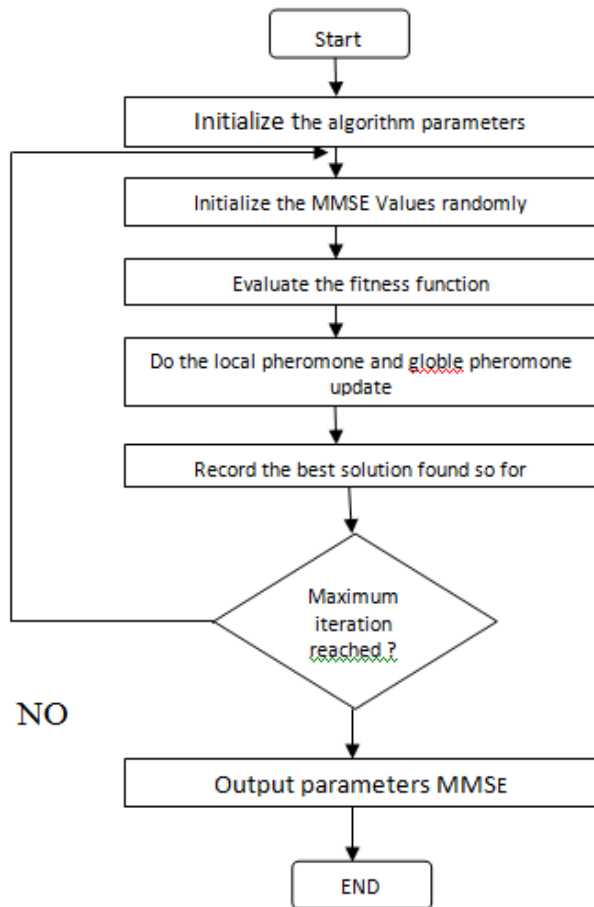 Start
Initialize the algorithm parameters
Initialize the MMSE Values randomly
Evaluate the fitness function
Do the local pheromone and globle pheromone
update
Record the best solution found so for
Maximum
iteration
reached ?
NO
Output parameters MMSE
END